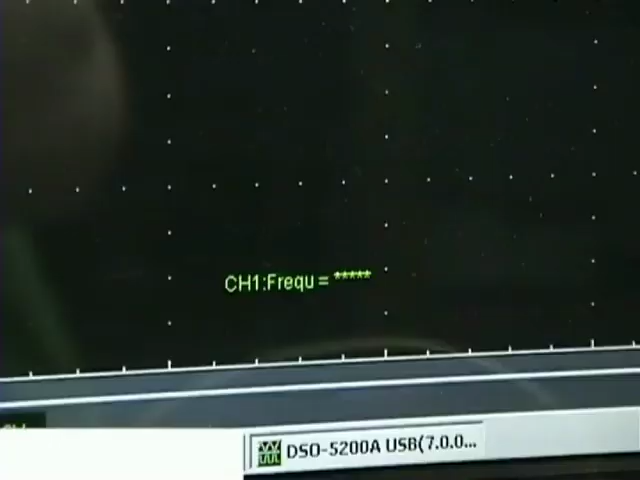 CH1:Frequ = *****
DSO-5200A USB(7.0.0...